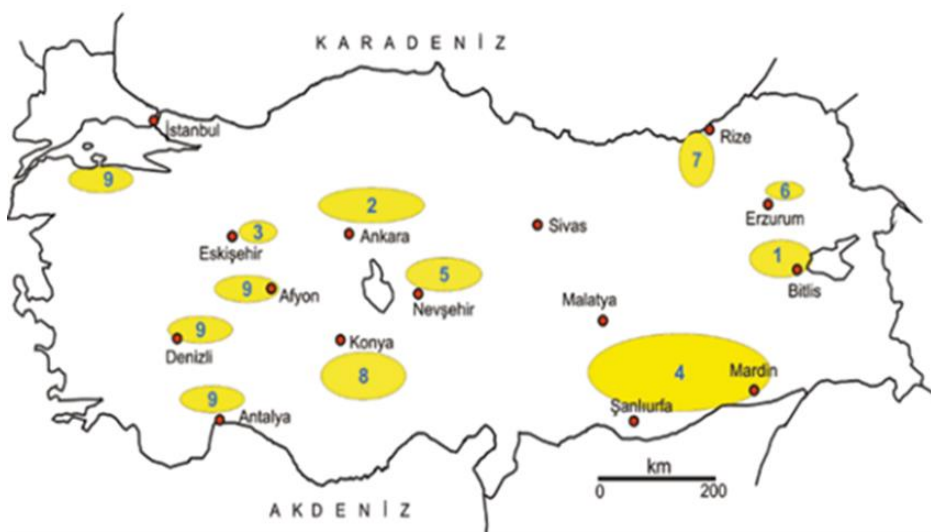 KARADENİZ
İstanbul
Rize
7
9
6
2
Erzurum
Sivas
3
Ankara
Eskişehir
1
5
Bitlis
9
Afyon
Nevşehir
Malatya
9
Konya
Denizli
Mardin
8
4
9
Şanlıurfa
Antalya
km
0 200
AKDENİZ